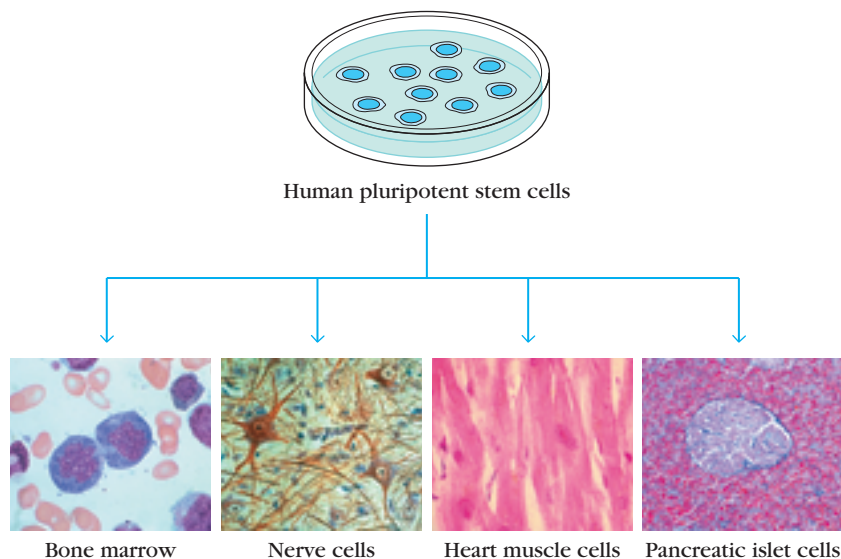 Human pluripotent stem cells
Bone marrow
Nerve cells
Heart muscle cells
Pancreatic islet cells